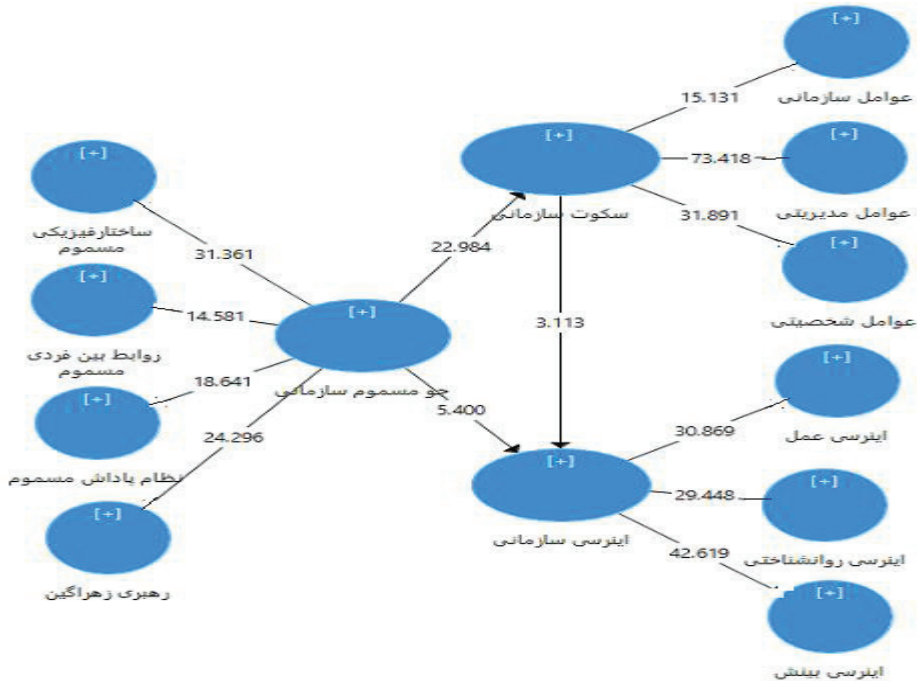 [+]
عوامل سازمانی
15.131
[+]
73.418
[+]
عوامل مدیریتی
سکوت سازمانی
31.891
[+]
ساختارفیزیکی
مسموم
22.984
[+]
عوامل شخصیتی
31.361
[+]
14.581
[+]
3.113
روابط بین فردی
مسموم
18.641
جو مسموم سازمانی
[+]
5.400
[+]
اینرسی عمل
30.869
24.296
نظام پاداش مسموم
[+]
29.448
[+]
[+]
اینرسی سازمانی
42.619
اینرسی روانشناختی
رهبری زهراگین
[+]
اینرسی بینش